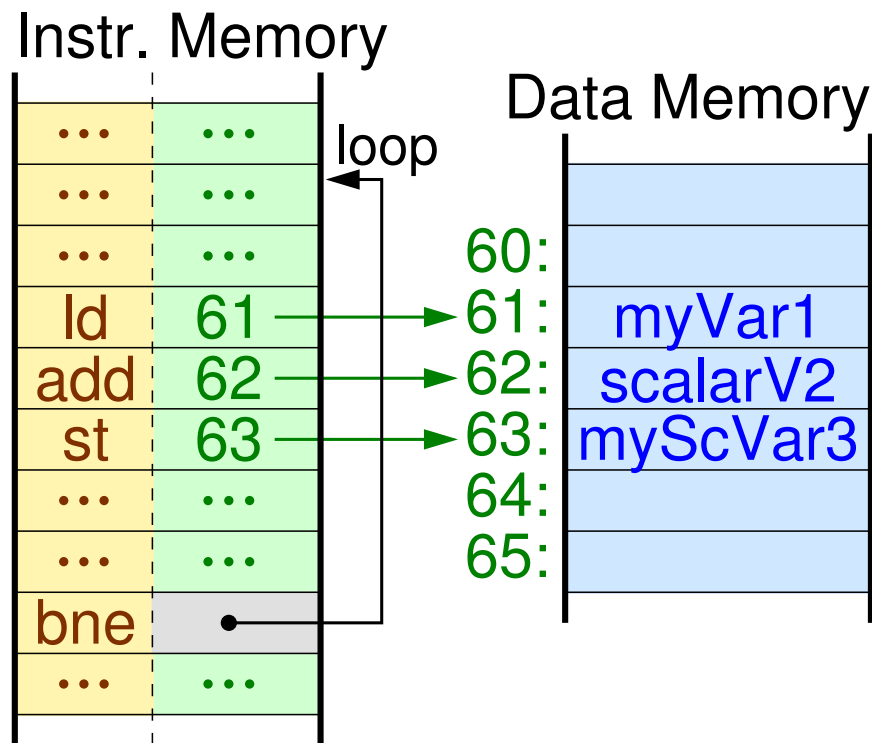 Instr. Memory
... ...
... ...
... ...
ld 61
add 62
st 63
... ...
... ...
bne
... ...
loop
Data Memory
60:
61: myVar1
62: scalarV2
63: myScVar3
64:
65: